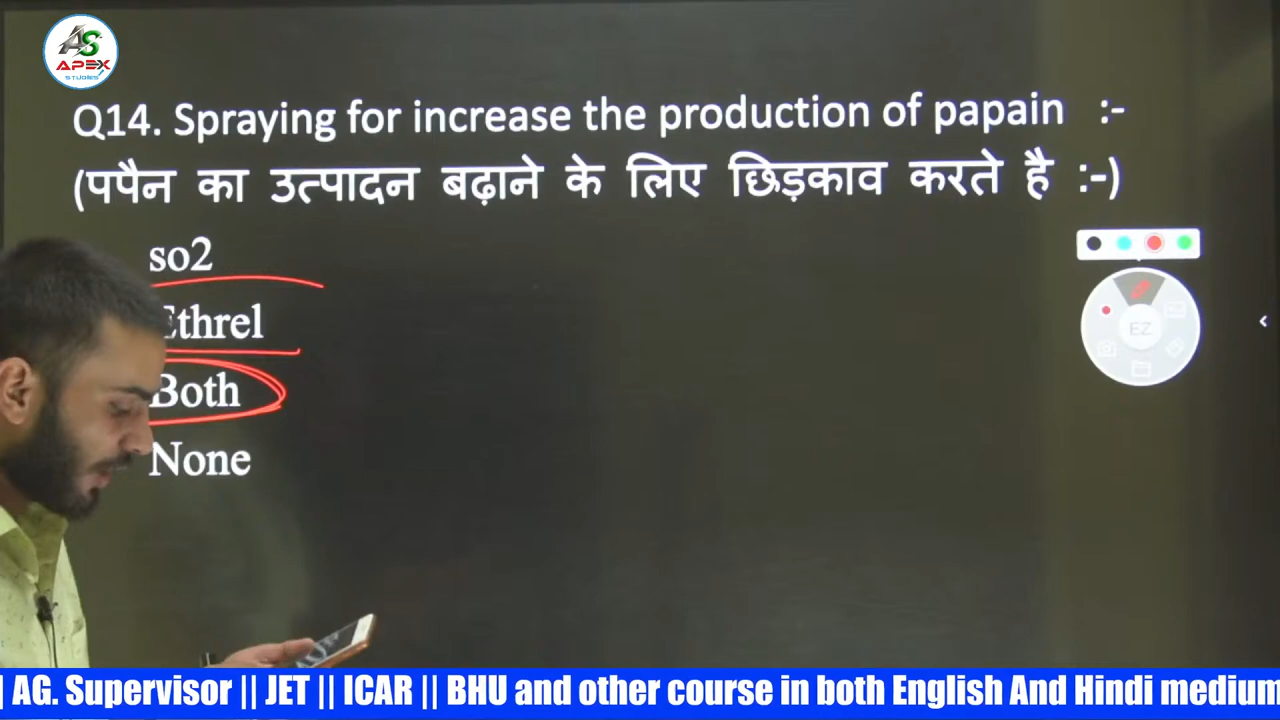 AS
APEX
STUDIES
Q14. Spraying for increase the production of papain :-
(पपैन का उत्पादन बढ़ाने के लिए छिड़काव करते है :-)
so2
Ethrel
Both
None
EZ
|| AG. Supervisor || JET || ICAR || BHU and other course in both English And Hindi medium